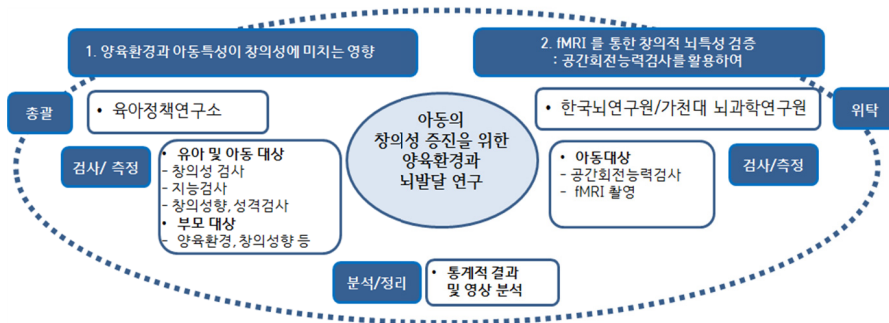 1. 양육환경과 아동특성이 창의성에 미치는 영향
2. fMRI 를 통한 창의적 뇌특성 검증
: 공간회전능력검사를 활용하여
총괄
• 육아정책연구소
검사/ 측정
• 유아 및 아동 대상
– 창의성 검사
– 지능검사
– 창의성향, 성격검사
• 부모 대상
– 양육환경, 창의성향 등
아동의
창의성 증진을 위한
양육환경과
뇌발달 연구
• 한국뇌연구원/가천대 뇌과학연구원
위탁
• 아동대상
– 공간회전능력검사
– fMRI 촬영
검사/측정
분석/정리
• 통계적 결과
및 영상 분석